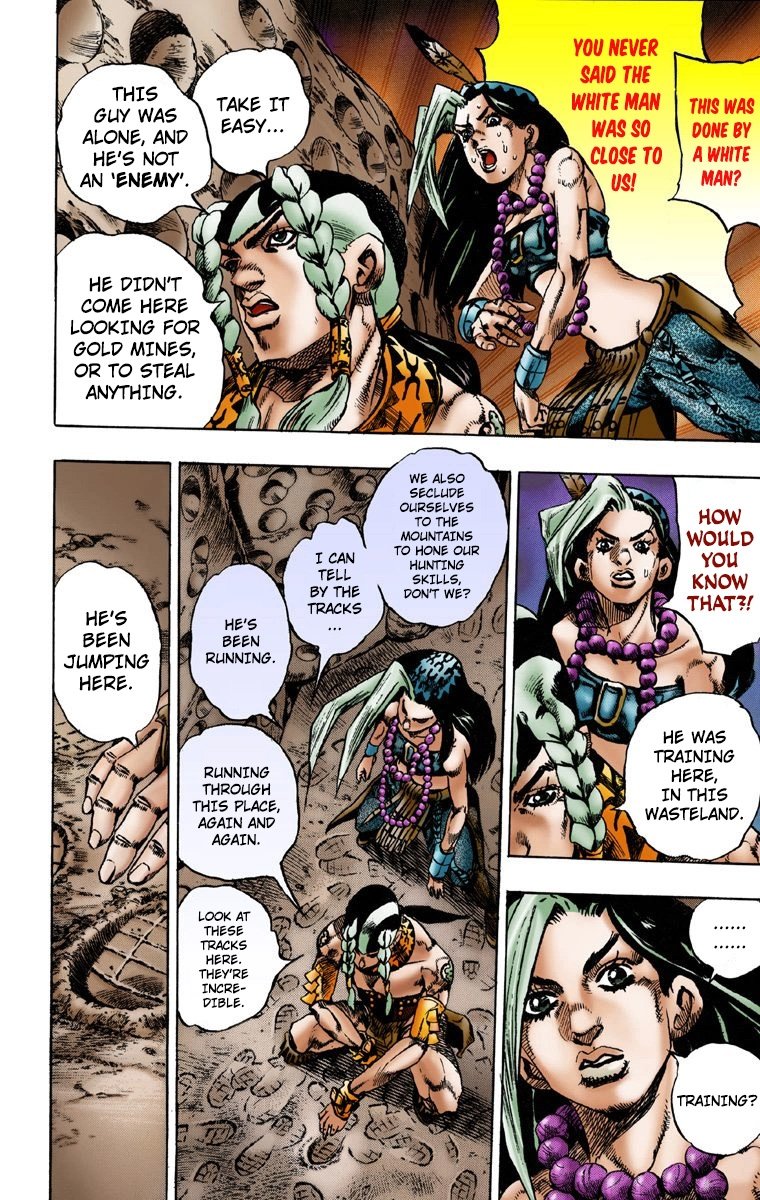 THIS WAS
DONE BY
A WHITE
MAN?
YOU NEVER
SAID THE
WHITE MAN
WAS SO
CLOSE TO
US!
TAKE IT
EASY...
THIS
GUY WAS
ALONE, AND
HE'S NOT
AN 'ENEMY'.
HE DIDN'T
COME HERE
LOOKING FOR
GOLD MINES,
OR TO STEAL
ANYTHING.
HOW
WOULD
YOU
KNOW
THAT?!
HE WAS
TRAINING
HERE,
IN THIS
WASTELAND.
......
......
TRAINING?
WE ALSO
SECLUDE
OURSELVES
TO THE
MOUNTAINS
TO HONE OUR
HUNTING
SKILLS,
DON'T WE?
I CAN
TELL
BY THE
TRACKS
...
HE'S
BEEN
RUNNING.
RUNNING
THROUGH
THIS PLACE,
AGAIN AND
AGAIN.
LOOK AT
THESE
TRACKS
HERE.
THEY'RE
INCRE-
DIBLE.
HE'S
BEEN
JUMPING
HERE.